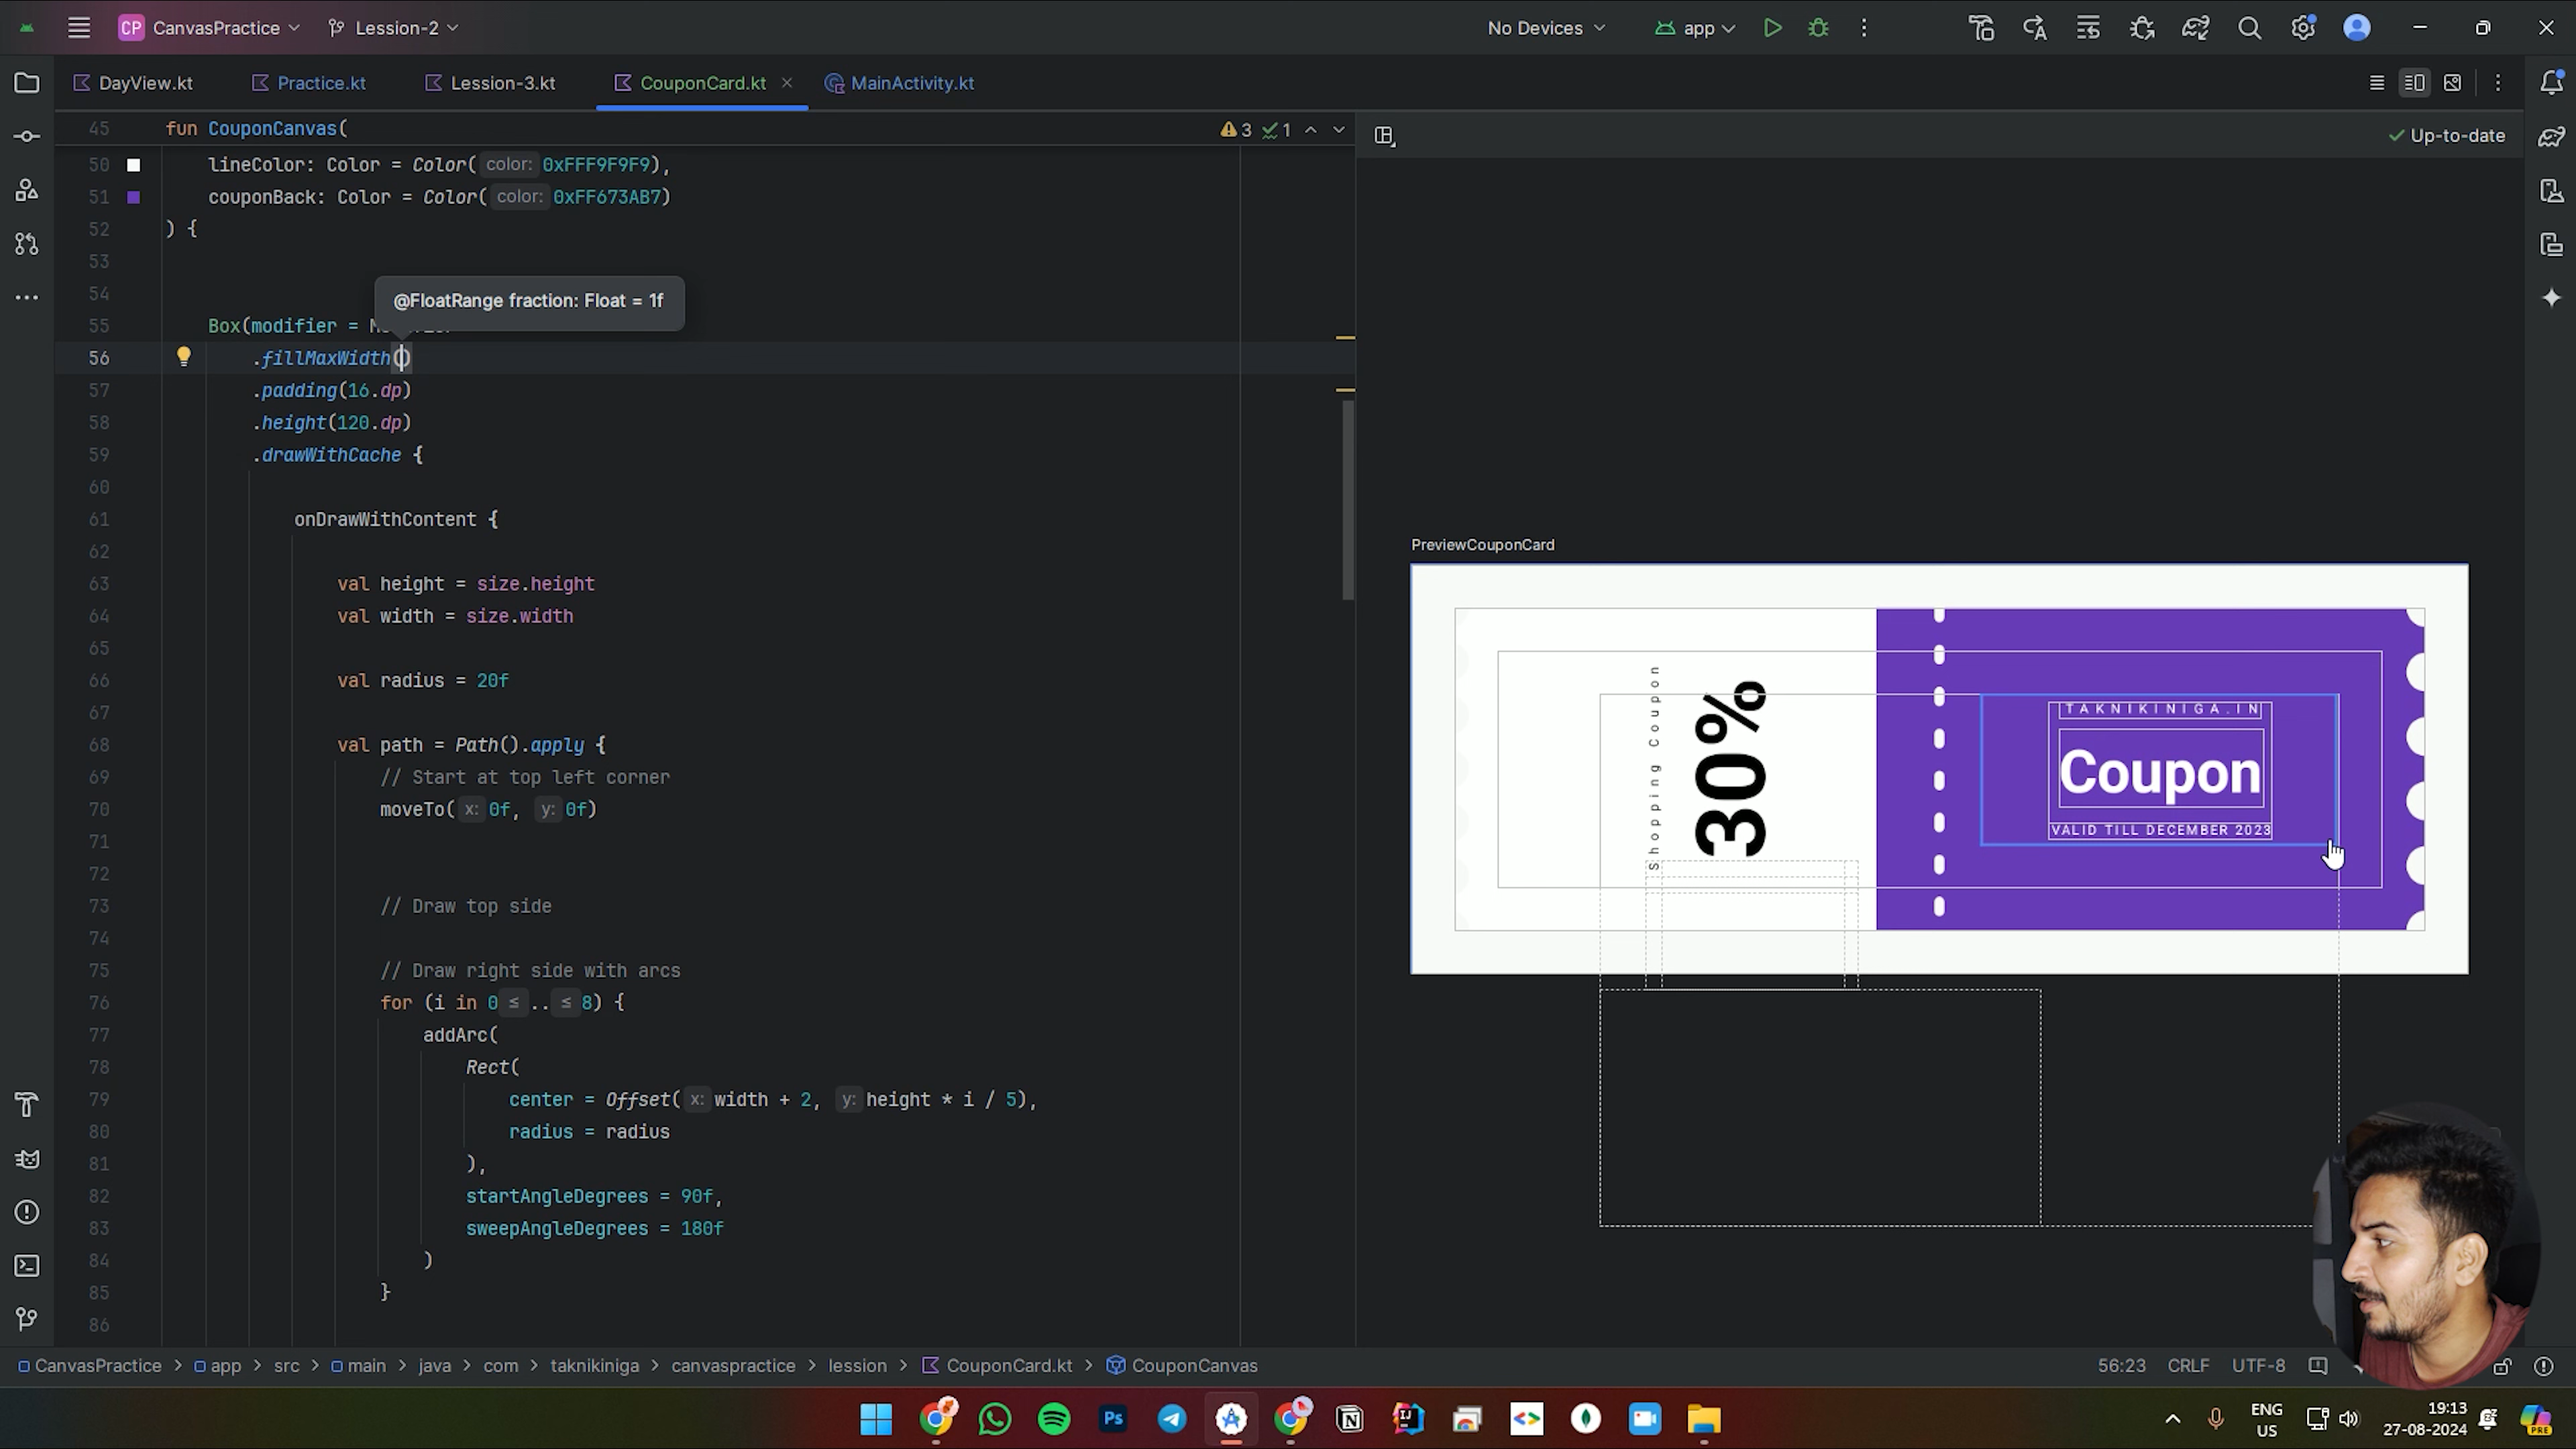 CP CanvasPractice Lession-2 No Devices app
DayView.kt Practice.kt Lession-3.kt CouponCard.kt MainActivity.kt
45 fun CouponCanvas( 3 1 Up-to-date
50 lineColor: Color = Color( color: 0xFFF9F9F9),
51 couponBack: Color = Color( color: 0xFF673AB7)
52 ) {
53
54
@FloatRange fraction: Float = 1f
55 Box(modifier =
56 .fillMaxWidth()
57 .padding(16.dp)
58 .height(120.dp)
59 .drawWithCache {
60
61 onDrawWithContent {
62
63 val height = size.height
64 val width = size.width
65
66 val radius = 20f
67
68 val path = Path().apply {
69 // Start at top left corner
70 moveTo( x: 0f, y: 0f)
71
72
73 // Draw top side
74
75 // Draw right side with arcs
76 for (i in 0 ≤ .. ≤ 8) {
77 addArc(
78 Rect(
79 center = Offset( x: width + 2, y: height * i / 5),
80 radius = radius
81 ),
82 startAngleDegrees = 90f,
83 sweepAngleDegrees = 180f
84 )
85 }
86
PreviewCouponCard
Shopping Coupon
30%
TAKNIKINIGA.IN
Coupon
VALID TILL DECEMBER 2023
CanvasPractice > app > src > main > java > com > taknikiniga > canvaspractice > lession > CouponCard.kt > CouponCanvas 56:23 CRLF UTF-8
Ps
ENG
US
19:13
27-08-2024
PRE